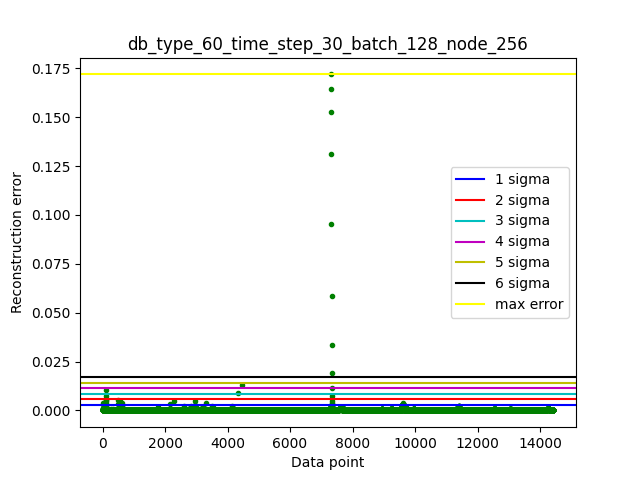 db_type_60_time_step_30_batch_128_node_256
0.175
0.150
0.125
0.100
0.075
0.050
0.025
0.000
Reconstruction error
1 sigma
2 sigma
3 sigma
4 sigma
5 sigma
6 sigma
max error
0 2000 4000 6000 8000 10000 12000 14000
Data point